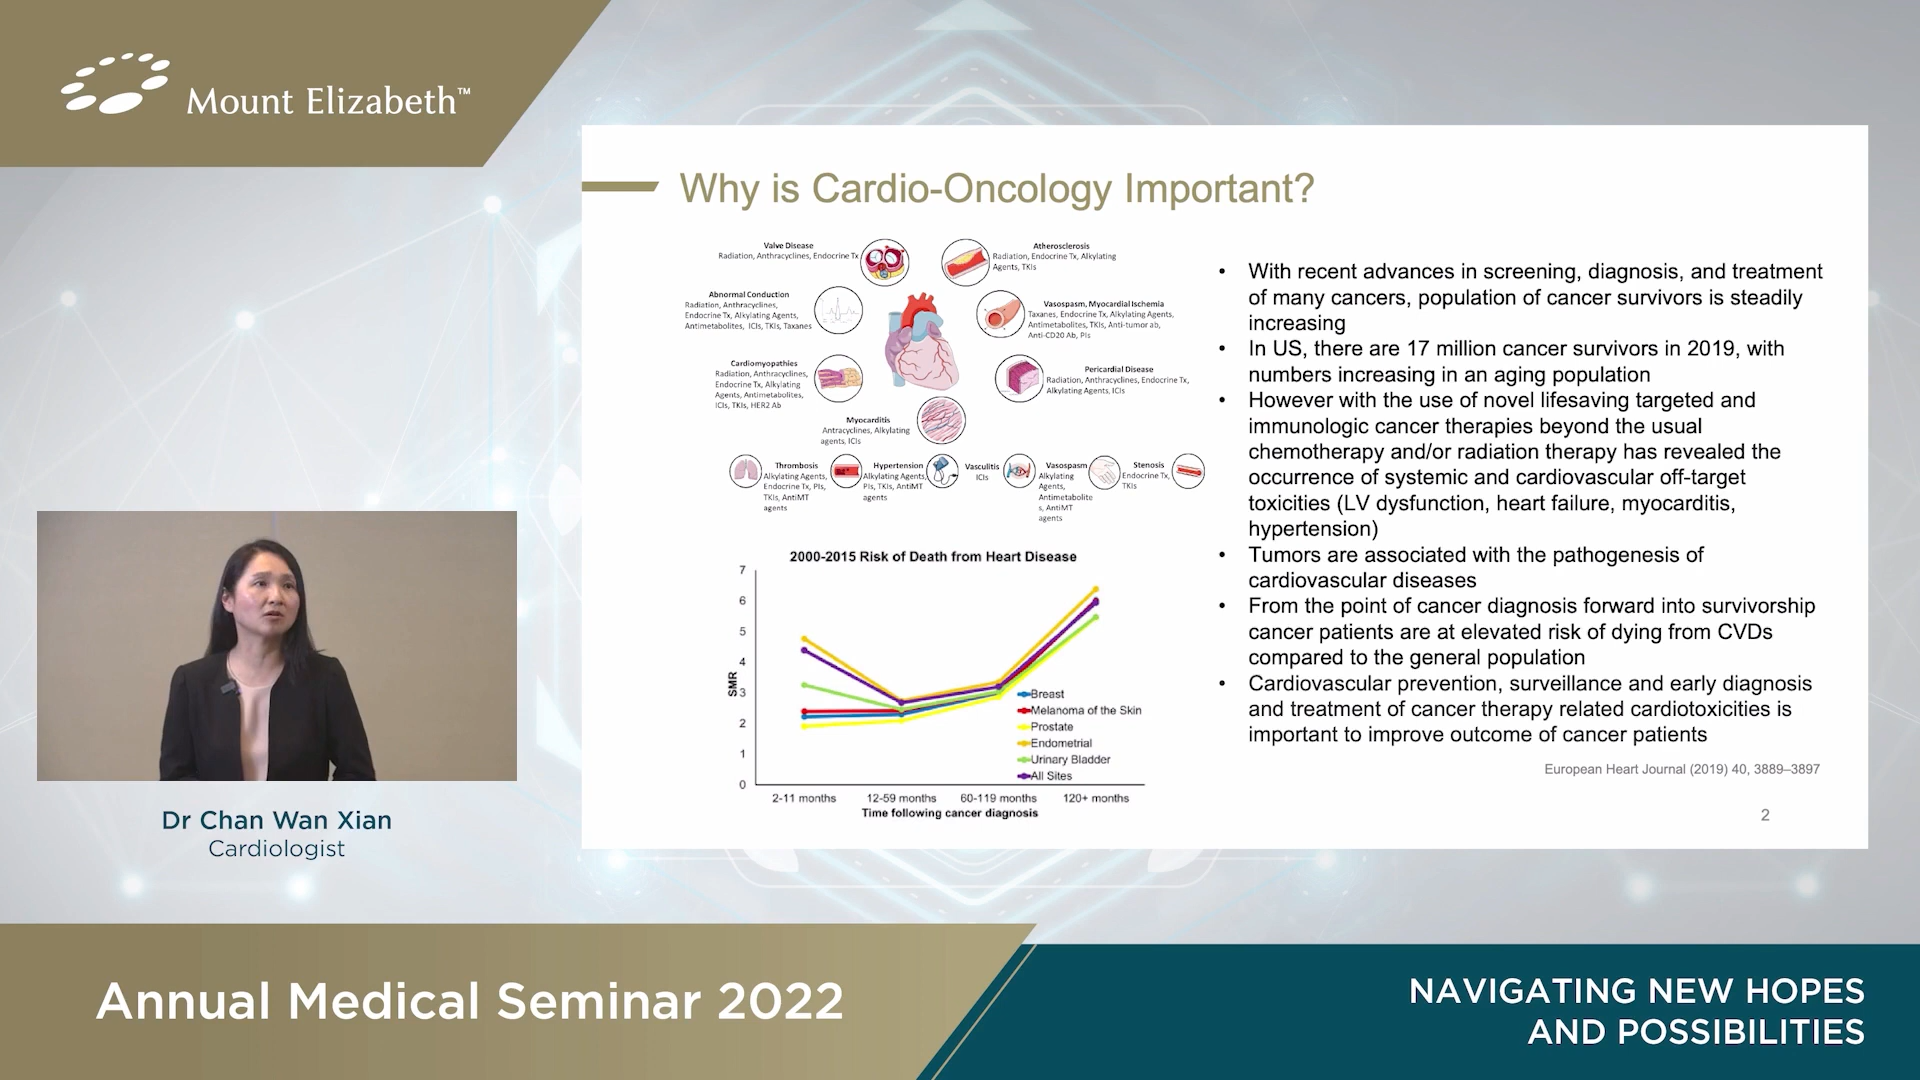 Mount Elizabeth™
Why is Cardio-Oncology Important?
Valve Disease
Radiation, Anthracyclines, Endocrine Tx
Atherosclerosis
Radiation, Endocrine Tx, Alkylating
Agents, TKIs
Abnormal Conduction
Radiation, Anthracyclines,
Endocrine Tx, Alkylating Agents,
Antimetabolites, ICIs, TKIs, Taxanes
Vasospasm, Myocardial Ischemia
Taxanes, Endocrine Tx, Alkylating Agents,
Antimetabolites, TKIs, Anti-tumor ab,
Anti-CD20 Ab, PIs
Cardiomyopathies
Radiation, Anthracyclines,
Endocrine Tx, Alkylating
Agents, Antimetabolites,
ICIs, TKIs, HER2 Ab
Pericardial Disease
Radiation, Anthracyclines, Endocrine Tx,
Alkylating Agents, ICIs
Myocarditis
Antracyclines, Alkylating
agents, ICIs
Thrombosis
Alkylating Agents,
Endocrine Tx, PIs,
TKIs, AntiMT
agents
Hypertension
Alkylating Agents,
PIs, TKIs, AntiMT
agents
Vasculitis
ICIs
Vasospasm
Alkylating
Agents,
Antimetabolite
s, AntiMT
agents
Stenosis
Endocrine Tx,
TKIs
2000-2015 Risk of Death from Heart Disease
7
6
5
4
3
2
1
0
SMR
Breast
Melanoma of the Skin
Prostate
Endometrial
Urinary Bladder
All Sites
2-11 months 12-59 months 60-119 months 120+ months
Time following cancer diagnosis
• With recent advances in screening, diagnosis, and treatment
of many cancers, population of cancer survivors is steadily
increasing
• In US, there are 17 million cancer survivors in 2019, with
numbers increasing in an aging population
• However with the use of novel lifesaving targeted and
immunologic cancer therapies beyond the usual
chemotherapy and/or radiation therapy has revealed the
occurrence of systemic and cardiovascular off-target
toxicities (LV dysfunction, heart failure, myocarditis,
hypertension)
• Tumors are associated with the pathogenesis of
cardiovascular diseases
• From the point of cancer diagnosis forward into survivorship
cancer patients are at elevated risk of dying from CVDs
compared to the general population
• Cardiovascular prevention, surveillance and early diagnosis
and treatment of cancer therapy related cardiotoxicities is
important to improve outcome of cancer patients
European Heart Journal (2019) 40, 3889–3897
2
Dr Chan Wan Xian
Cardiologist
Annual Medical Seminar 2022
NAVIGATING NEW HOPES
AND POSSIBILITIES